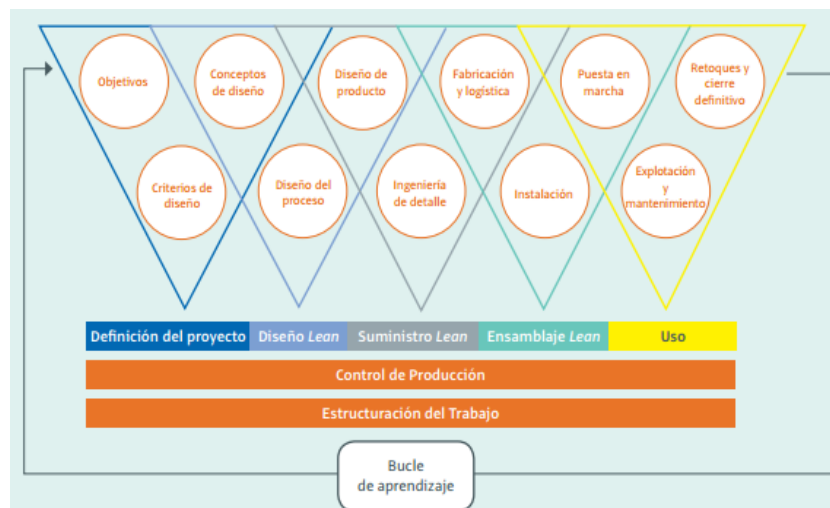 Objetivos
Conceptos
de diseño
Diseño de
producto
Fabricación
y logística
Puesta en
marcha
Retoques y
cierre
definitivo
Criterios de
diseño
Diseño del
proceso
Ingeniería
de detalle
Instalación
Explotación
y
mantenimiento
Definición del proyecto
Diseño Lean
Suministro Lean
Ensamblaje Lean
Uso
Control de Producción
Estructuración del Trabajo
Bucle
de aprendizaje